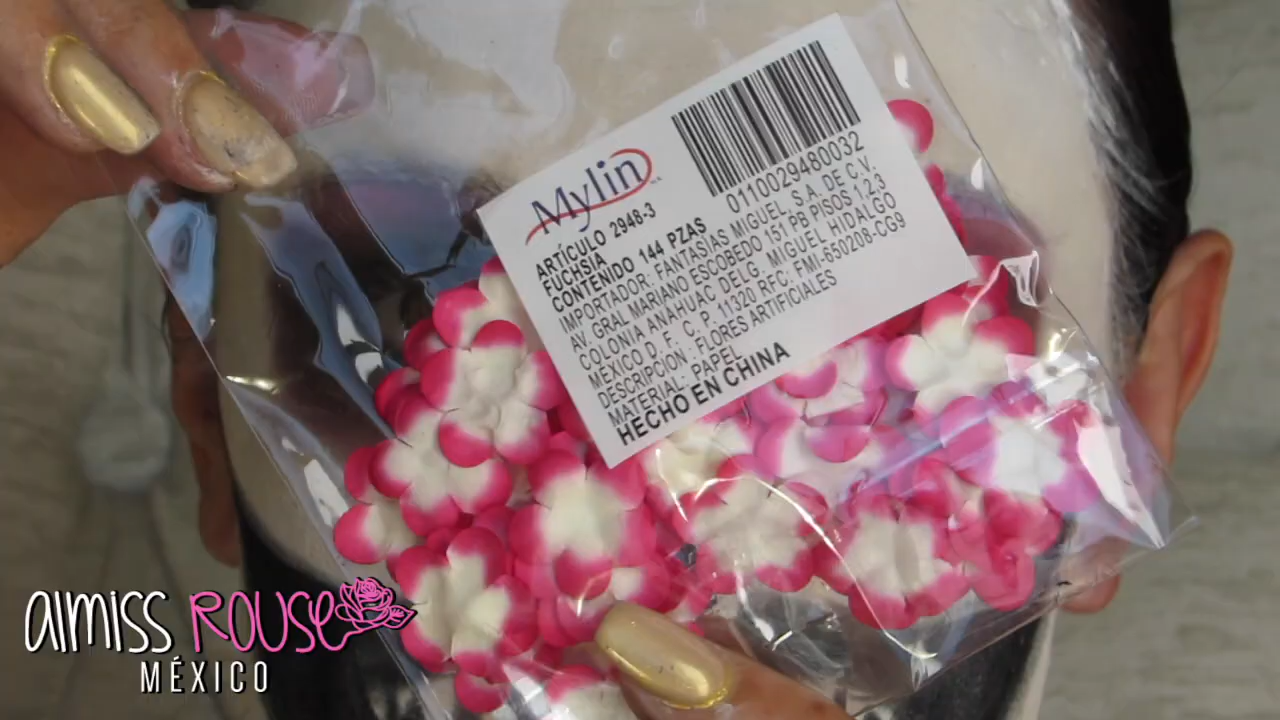 Mylin
0110029480032
ARTÍCULO 2948-3
FUCHSIA
CONTENIDO 144 PZAS
IMPORTADOR: FANTASÍAS MIGUEL, S.A. DE C.V.
AV. GRAL MARIANO ESCOBEDO 151 PB PISOS 1,2,3
COLONIA ANAHUAC DELG. MIGUEL HIDALGO
MÉXICO D. F. C. P. 11320 RFC: FMI-650208-CG9
DESCRIPCIÓN : FLORES ARTIFICIALES
MATERIAL: PAPEL
HECHO EN CHINA
AIMISS ROUSE
MÉXICO